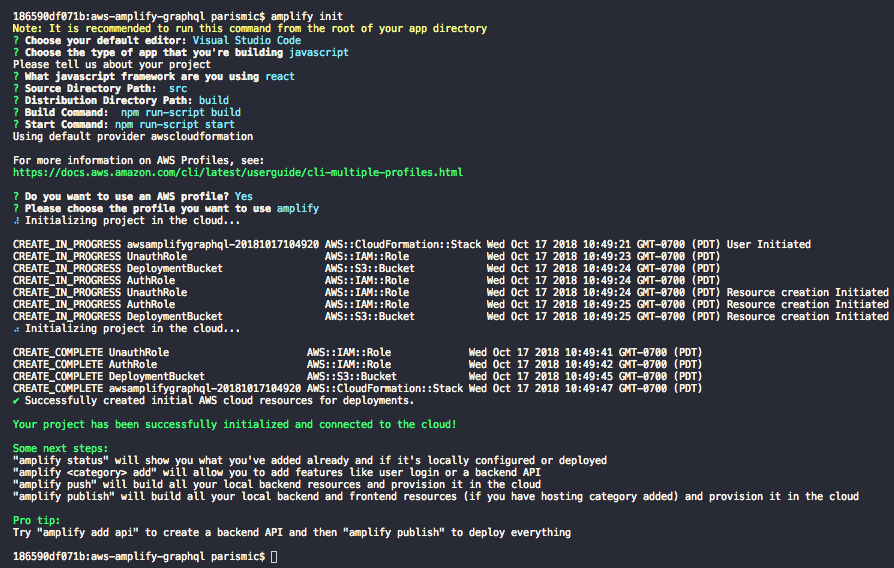 186590df071b:aws-amplify-graphql parismic$ amplify init
Note: It is recommended to run this command from the root of your app directory
? Choose your default editor: Visual Studio Code
? Choose the type of app that you're building javascript
Please tell us about your project
? What javascript framework are you using react
? Source Directory Path:  src
? Distribution Directory Path: build
? Build Command:  npm run-script build
? Start Command: npm run-script start
Using default provider awscloudformation

For more information on AWS Profiles, see:
https://docs.aws.amazon.com/cli/latest/userguide/cli-multiple-profiles.html

? Do you want to use an AWS profile? Yes
? Please choose the profile you want to use amplify
⠼ Initializing project in the cloud...

CREATE_IN_PROGRESS awsamplifygraphql-20181017104920 AWS::CloudFormation::Stack Wed Oct 17 2018 10:49:21 GMT-0700 (PDT) User Initiated
CREATE_IN_PROGRESS UnauthRole                       AWS::IAM::Role             Wed Oct 17 2018 10:49:23 GMT-0700 (PDT)
CREATE_IN_PROGRESS DeploymentBucket                 AWS::S3::Bucket            Wed Oct 17 2018 10:49:24 GMT-0700 (PDT)
CREATE_IN_PROGRESS AuthRole                         AWS::IAM::Role             Wed Oct 17 2018 10:49:24 GMT-0700 (PDT)
CREATE_IN_PROGRESS UnauthRole                       AWS::IAM::Role             Wed Oct 17 2018 10:49:24 GMT-0700 (PDT) Resource creation Initiated
CREATE_IN_PROGRESS AuthRole                         AWS::IAM::Role             Wed Oct 17 2018 10:49:25 GMT-0700 (PDT) Resource creation Initiated
CREATE_IN_PROGRESS DeploymentBucket                 AWS::S3::Bucket            Wed Oct 17 2018 10:49:25 GMT-0700 (PDT) Resource creation Initiated
⠴ Initializing project in the cloud...

CREATE_COMPLETE UnauthRole                       AWS::IAM::Role             Wed Oct 17 2018 10:49:41 GMT-0700 (PDT)
CREATE_COMPLETE AuthRole                         AWS::IAM::Role             Wed Oct 17 2018 10:49:42 GMT-0700 (PDT)
CREATE_COMPLETE DeploymentBucket                 AWS::S3::Bucket            Wed Oct 17 2018 10:49:45 GMT-0700 (PDT)
CREATE_COMPLETE awsamplifygraphql-20181017104920 AWS::CloudFormation::Stack Wed Oct 17 2018 10:49:47 GMT-0700 (PDT)
✔ Successfully created initial AWS cloud resources for deployments.

Your project has been successfully initialized and connected to the cloud!

Some next steps:
"amplify status" will show you what you've added already and if it's locally configured or deployed
"amplify <category> add" will allow you to add features like user login or a backend API
"amplify push" will build all your local backend resources and provision it in the cloud
"amplify publish" will build all your local backend and frontend resources (if you have hosting category added) and provision it in the cloud

Pro tip:
Try "amplify add api" to create a backend API and then "amplify publish" to deploy everything

186590df071b:aws-amplify-graphql parismic$